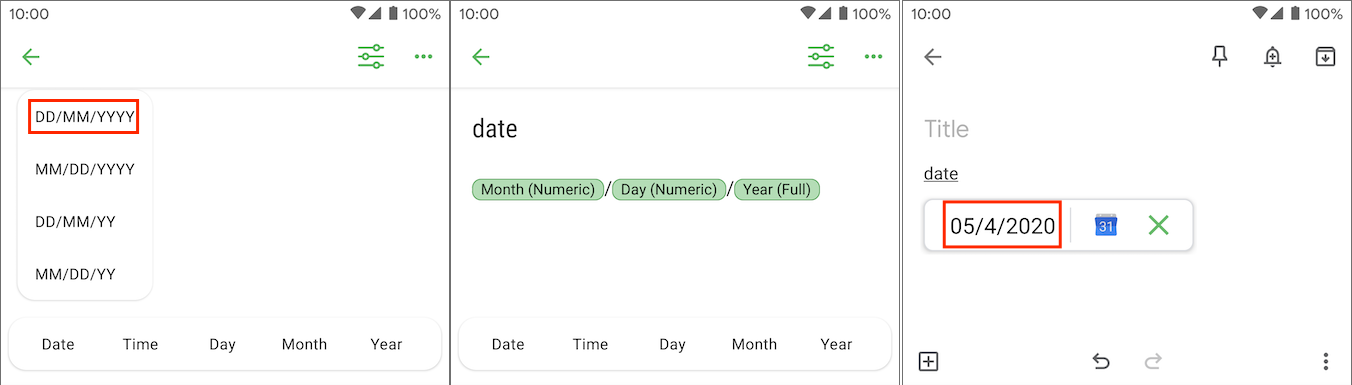 10:00
100%
DD/MM/YYYY
MM/DD/YYYY
DD/MM/YY
MM/DD/YY
Date Time Day Month Year
10:00
100%
date
Month (Numeric)/Day (Numeric)/Year (Full)
Date Time Day Month Year
10:00
100%
Title
date
05/4/2020
31